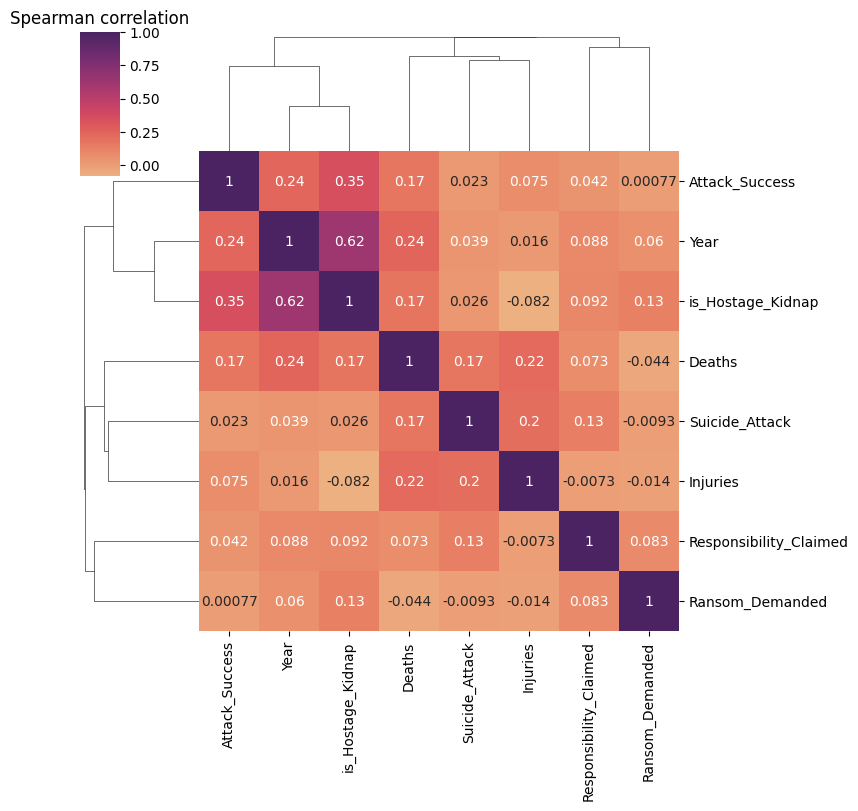 Spearman correlation
1.00
0.75
0.50
0.25
0.00
1 0.24 0.35 0.17 0.023 0.075 0.042 0.00077 Attack_Success
0.24 1 0.62 0.24 0.039 0.016 0.088 0.06 Year
0.35 0.62 1 0.17 0.026 -0.082 0.092 0.13 is_Hostage_Kidnap
0.17 0.24 0.17 1 0.17 0.22 0.073 -0.044 Deaths
0.023 0.039 0.026 0.17 1 0.2 0.13 -0.0093 Suicide_Attack
0.075 0.016 -0.082 0.22 0.2 1 -0.0073 -0.014 Injuries
0.042 0.088 0.092 0.073 0.13 -0.0073 1 0.083 Responsibility_Claimed
0.00077 0.06 0.13 -0.044 -0.0093 -0.014 0.083 1 Ransom_Demanded
Attack_Success
Year
is_Hostage_Kidnap
Deaths
Suicide_Attack
Injuries
Responsibility_Claimed
Ransom_Demanded